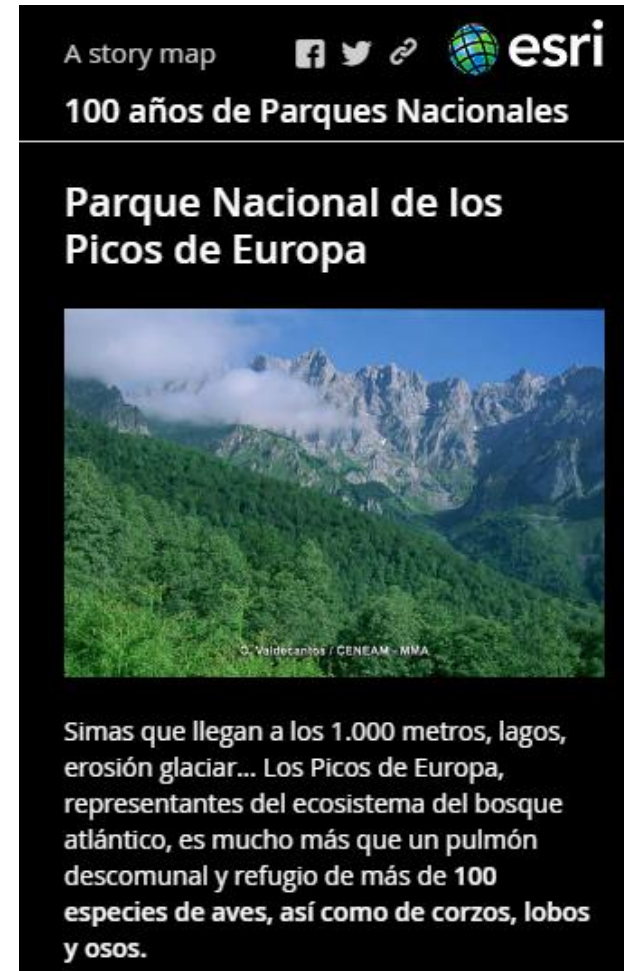 A story map
esri
100 años de Parques Nacionales
Parque Nacional de los
Picos de Europa
O. Valdecantos / CENEAM - MMA
Simas que llegan a los 1.000 metros, lagos,
erosión glaciar... Los Picos de Europa,
representantes del ecosistema del bosque
atlántico, es mucho más que un pulmón
descomunal y refugio de más de 100
especies de aves, así como de corzos, lobos
y osos.